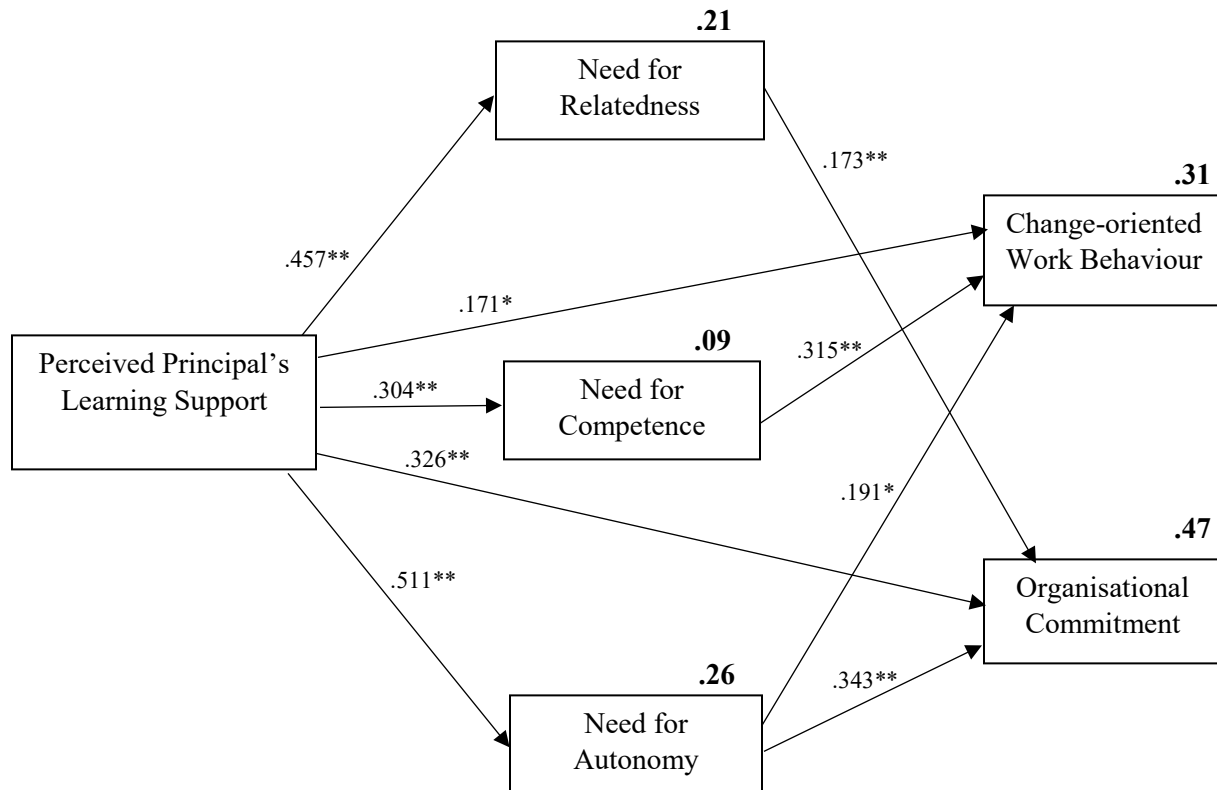 .21
Need for
Relatedness
.173**
.31
Change-oriented
Work Behaviour
.457**
.171*
.09
.315**
Perceived Principal’s
Learning Support
.304**
Need for
Competence
.326**
.191*
.47
.511**
Organisational
Commitment
.26
.343**
Need for
Autonomy